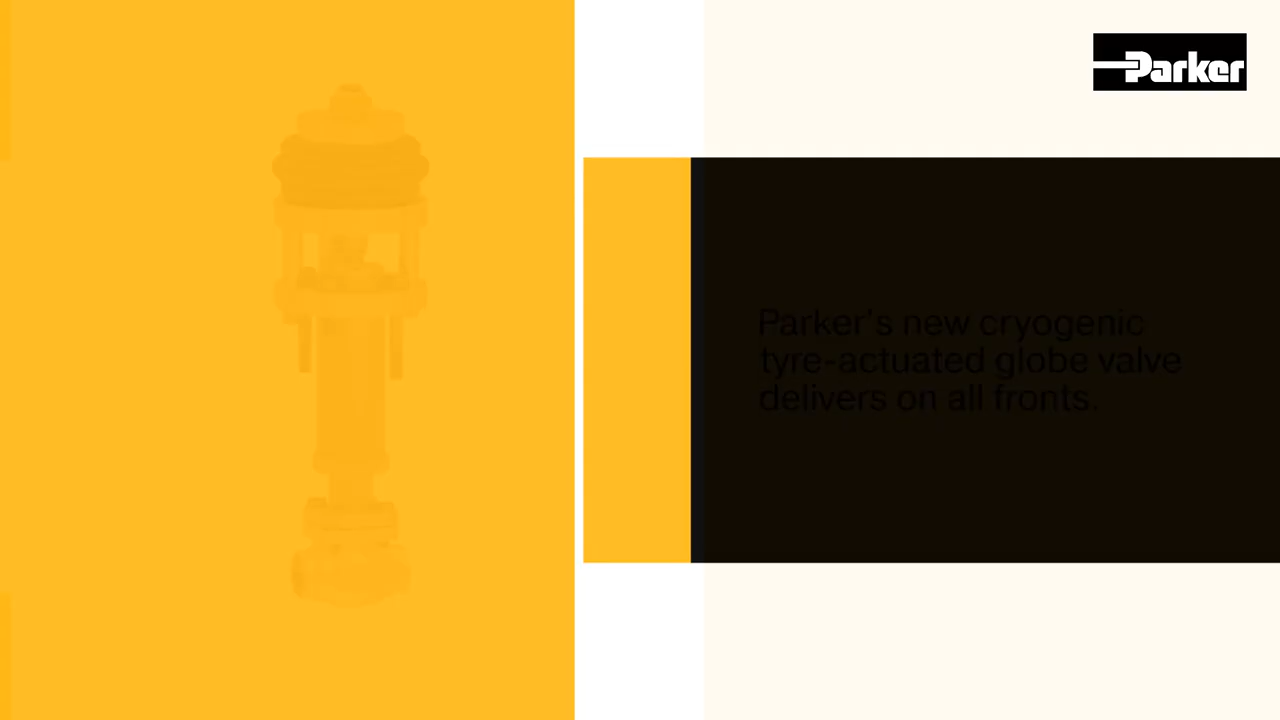 Parker
Parker's new cryogenic
tyre-actuated globe valve
delivers on all fronts.